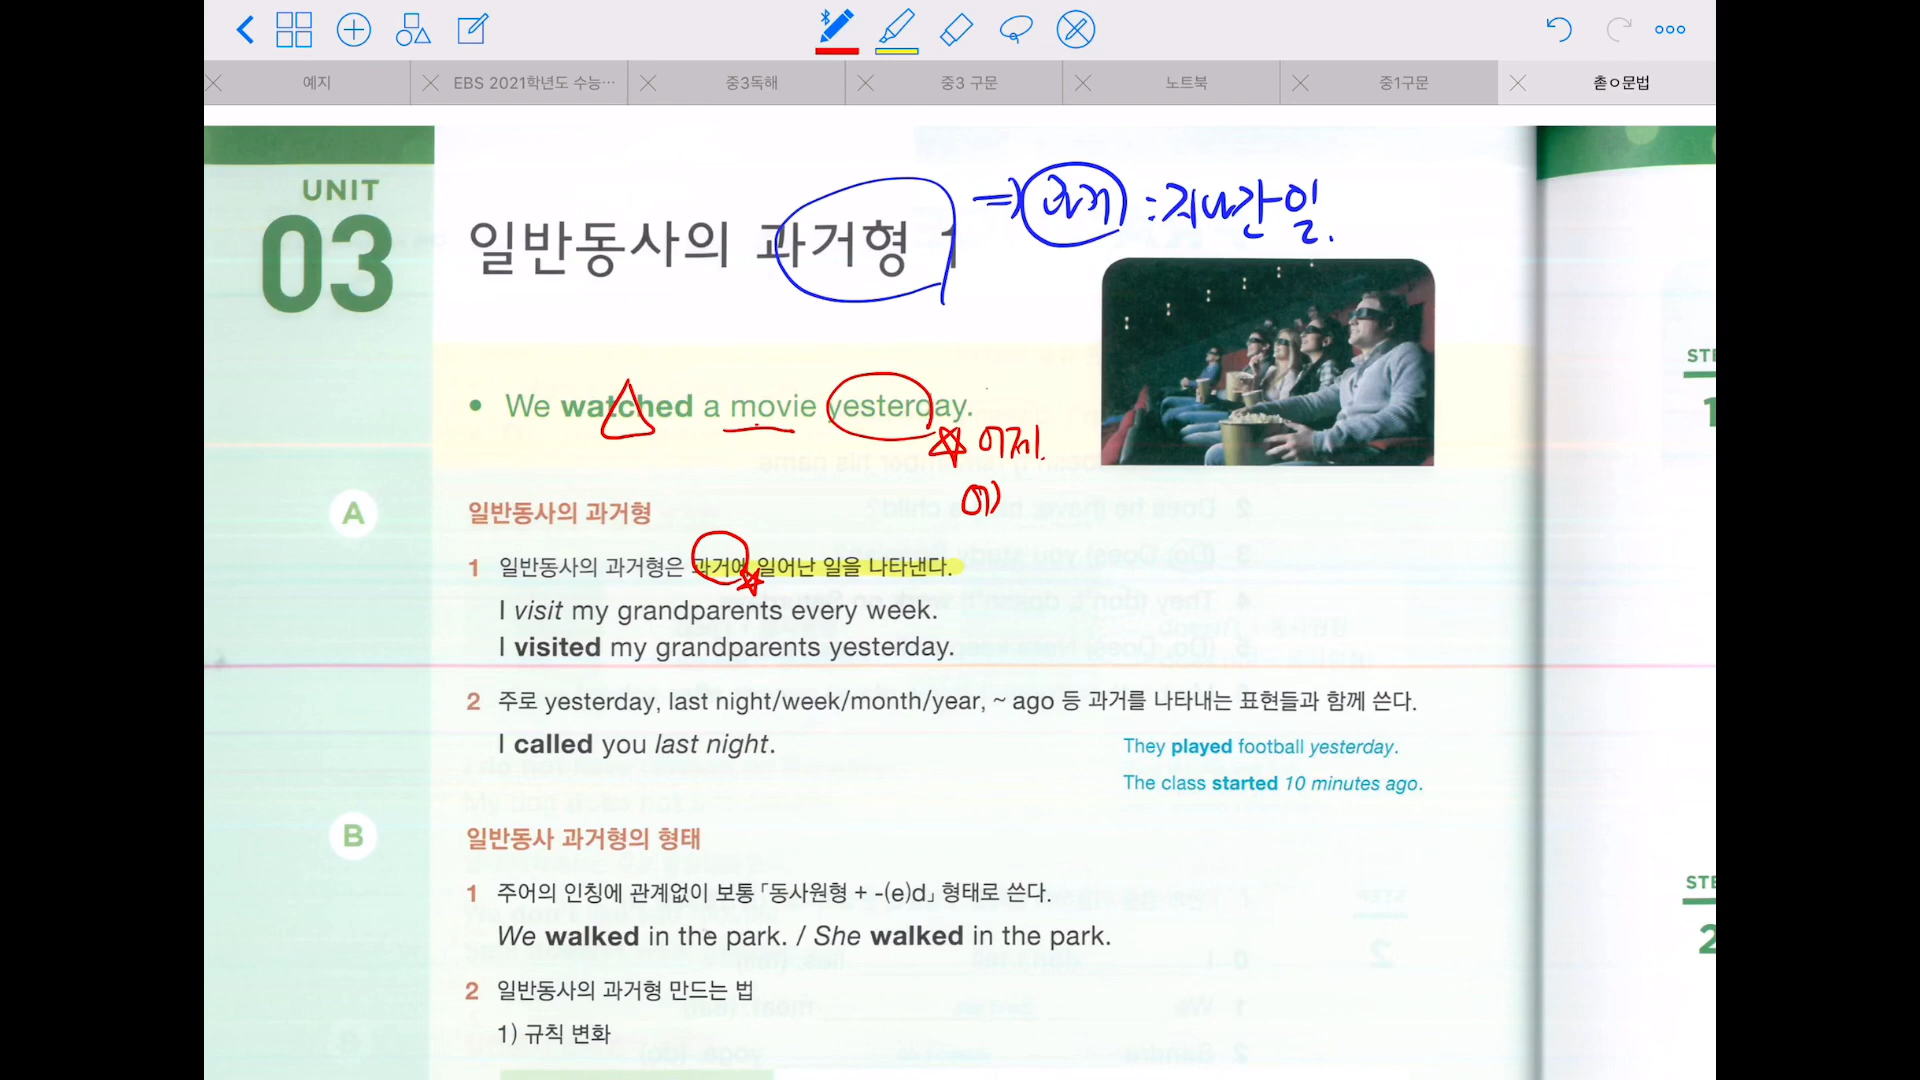 예지
EBS 2021학년도 수능…
중3독해
중3 구문
노트북
중1구문
촏ㅇ문법
UNIT
03
일반동사의 과거형 1
⇒ 과거 : 지나간 일.
• We watched a movie yesterday.
☆ 어제.
A
일반동사의 과거형
1 일반동사의 과거형은 과거에 일어난 일을 나타낸다.
I visit my grandparents every week.
I visited my grandparents yesterday.
2 주로 yesterday, last night/week/month/year, ~ ago 등 과거를 나타내는 표현들과 함께 쓴다.
I called you last night.
They played football yesterday.
The class started 10 minutes ago.
B
일반동사 과거형의 형태
1 주어의 인칭에 관계없이 보통 「동사원형 + -(e)d」 형태로 쓴다.
We walked in the park. / She walked in the park.
2 일반동사의 과거형 만드는 법
1) 규칙 변화
STE
1
STE
2